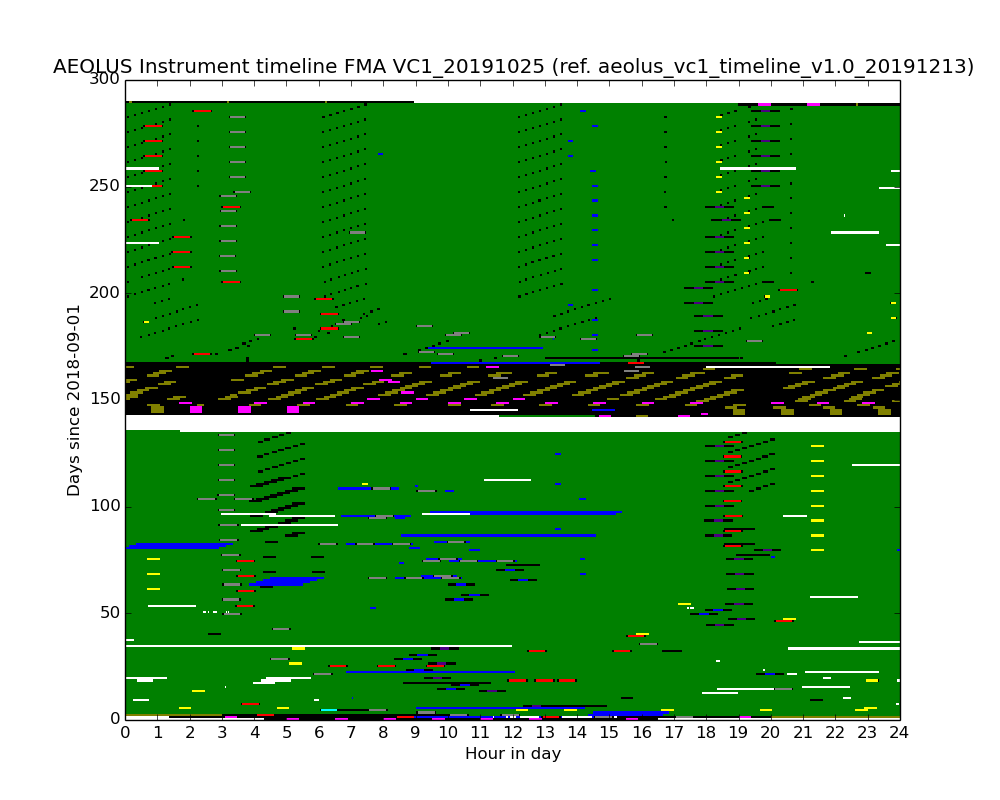 AEOLUS Instrument timeline FMA VC1_20191025 (ref. aeolus_vc1_timeline_v1.0_20191213)
300
250
200
150
100
50
0
Days since 2018-09-01
0 1 2 3 4 5 6 7 8 9 10 11 12 13 14 15 16 17 18 19 20 21 22 23 24
Hour in day